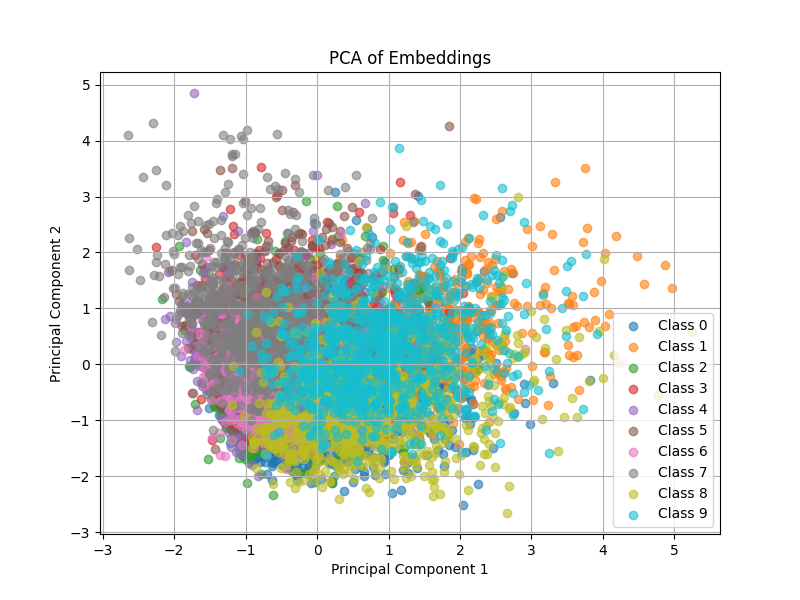 PCA of Embeddings
5
4
3
2
1
0
−1
−2
−3
Principal Component 2
−3
−2
−1
0
1
2
3
4
5
Principal Component 1
Class 0
Class 1
Class 2
Class 3
Class 4
Class 5
Class 6
Class 7
Class 8
Class 9